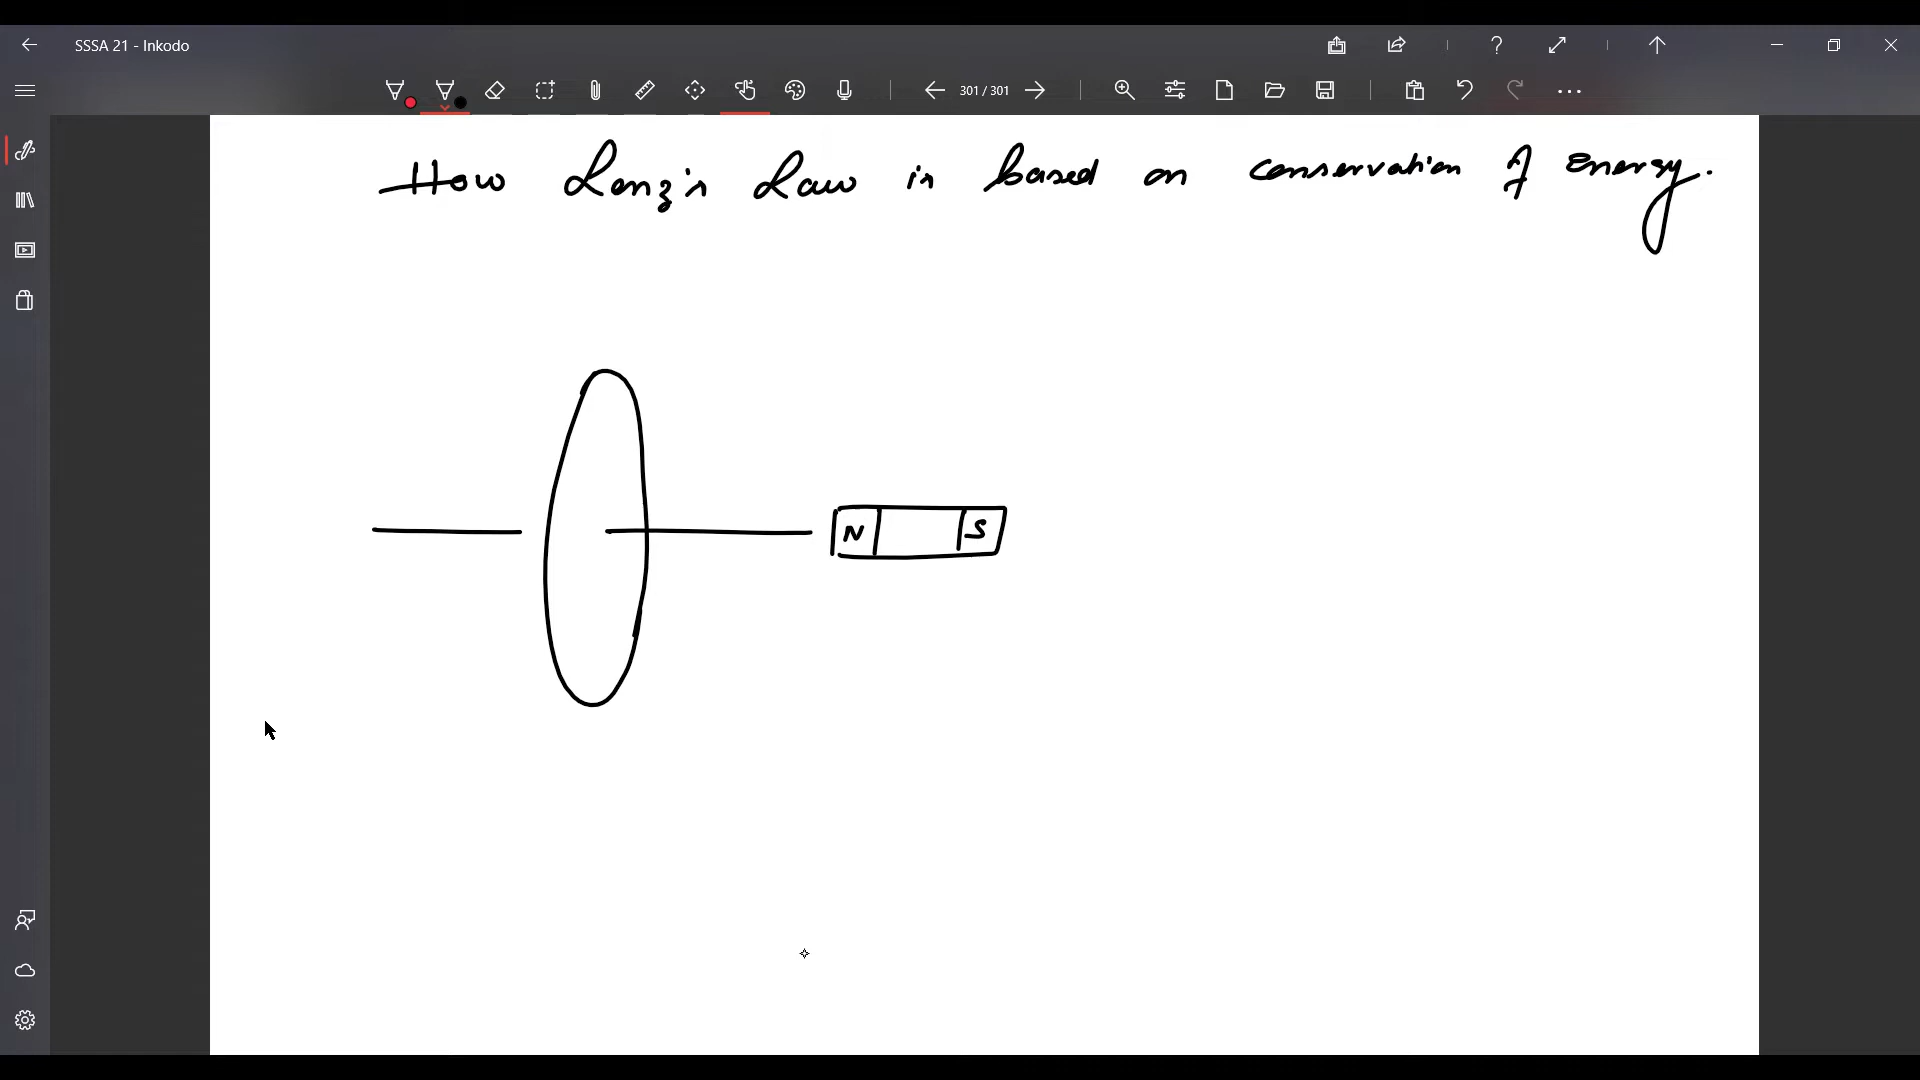 SSSA 21 - Inkodo
301 / 301
How Lenz's Law is based on conservation of Energy.
N S